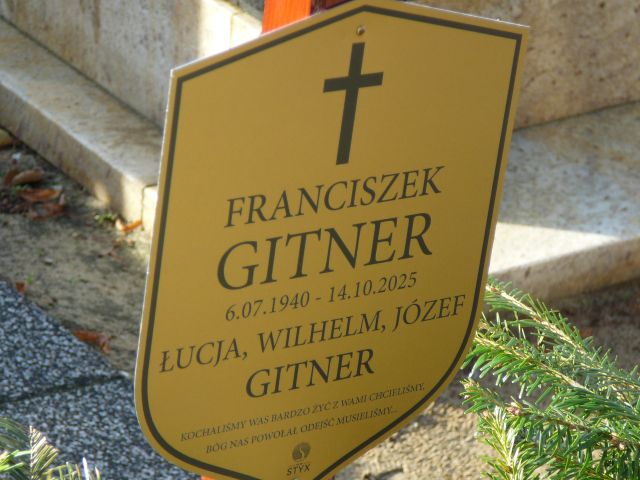 FRANCISZEK
GITNER
6.07.1940 - 14.10.2025
ŁUCJA, WILHELM, JÓZEF
GITNER
KOCHALIŚMY WAS BARDZO ŻYĆ Z WAMI CHCIELIŚMY,
BÓG NAS POWOŁAŁ ODEJŚĆ MUSIELIŚMY...
STYX